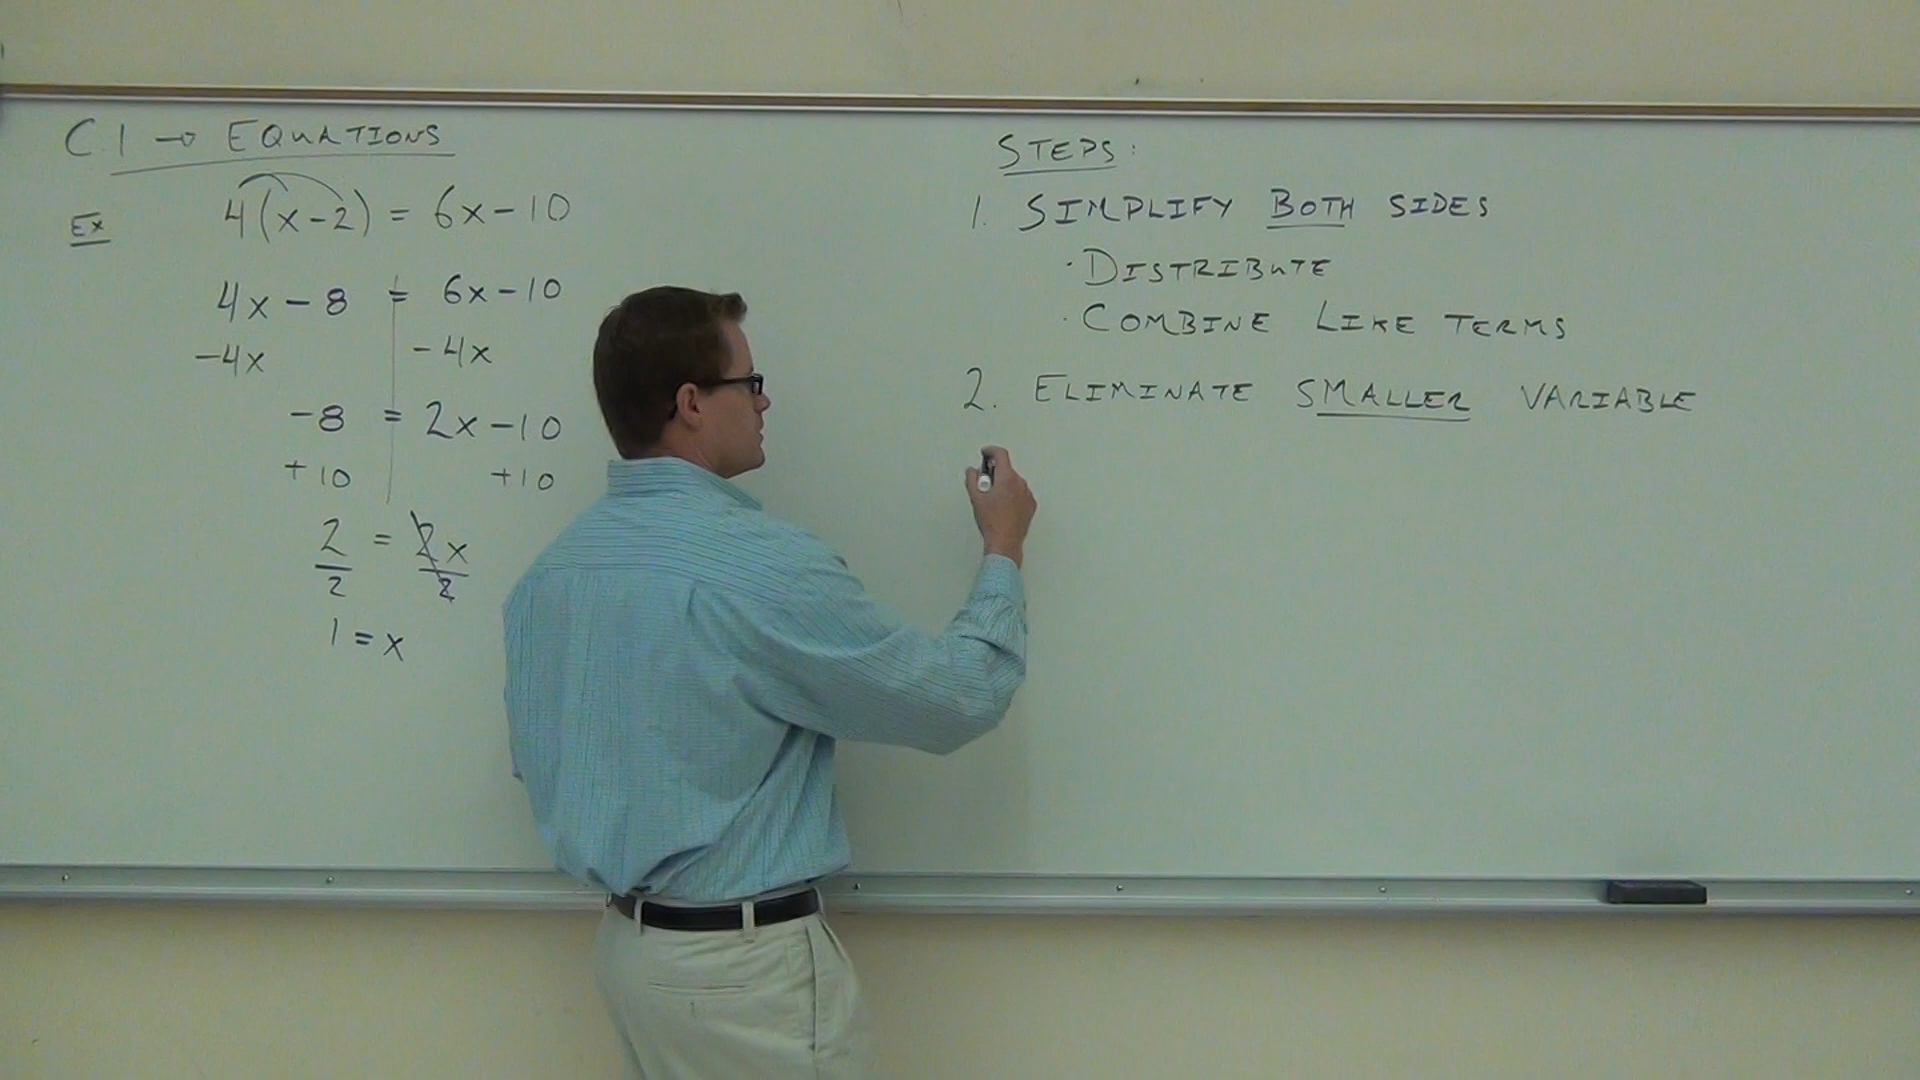 C.1 → EQUATIONS
Ex 4(x-2) = 6x-10
4x - 8 = 6x-10
-4x -4x
-8 = 2x-10
+10 +10
2 = 2x
2 2
1 = x
STEPS:
1. SIMPLIFY BOTH SIDES
· DISTRIBUTE
· COMBINE LIKE TERMS
2. ELIMINATE SMALLER VARIABLE